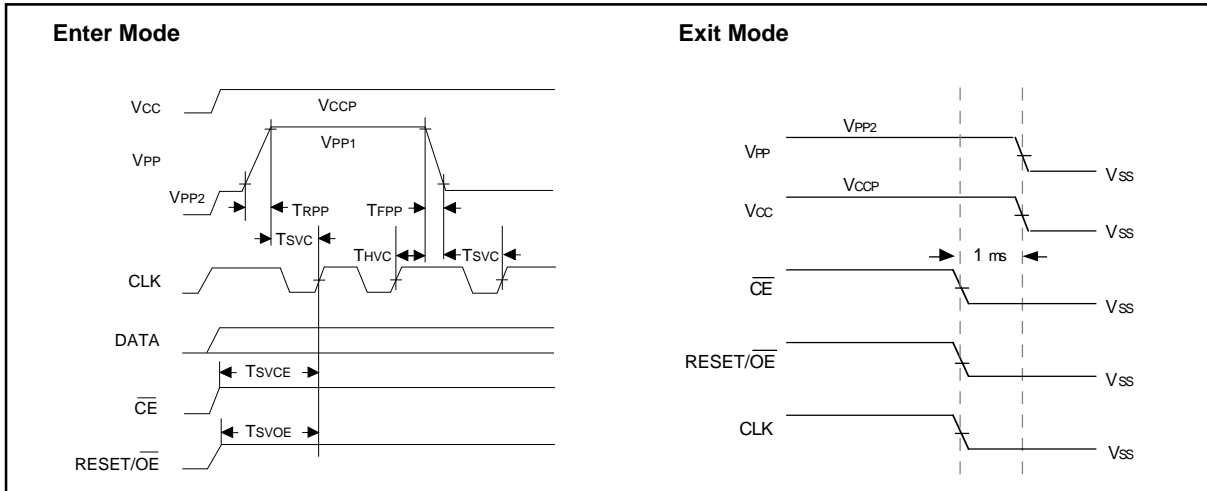 Enter Mode
VCC
VCCP
VPP
VPP1
VPP2
TRPP
TFPP
TSVC
THVC
TSVC
CLK
DATA
TSVCE
CE
TSVOE
RESET/OE
Exit Mode
VPP2
VPP
VSS
VCCP
VCC
VSS
1 ms
CE
VSS
RESET/OE
VSS
CLK
VSS